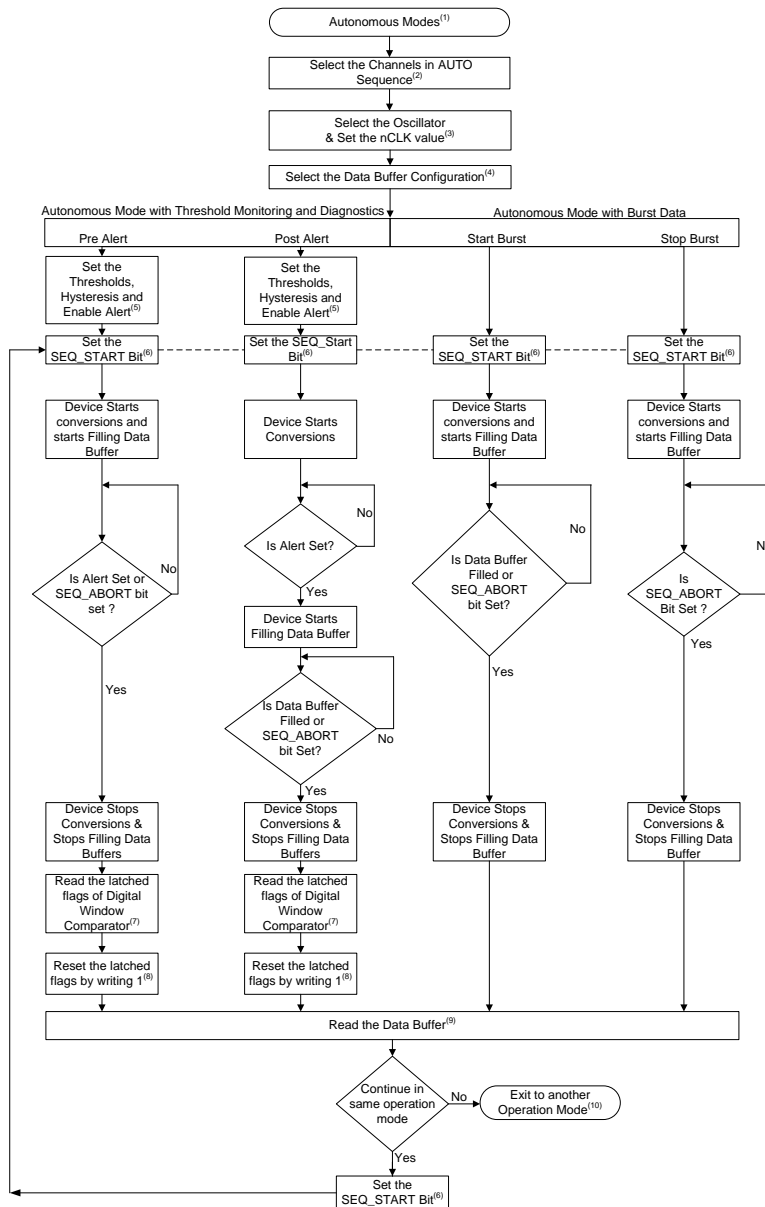 Autonomous Modes(1)
Select the Channels in AUTO
Sequence(2)
Select the Oscillator
& Set the nCLK value(3)
Select the Data Buffer Configuration(4)
Autonomous Mode with Threshold Monitoring and Diagnostics
Autonomous Mode with Burst Data
Pre Alert
Post Alert
Start Burst
Stop Burst
Set the
Thresholds,
Hysteresis and
Enable Alert(5)
Set the
Thresholds,
Hysteresis and
Enable Alert(5)
Set the
SEQ_START Bit(6)
Set the SEQ_Start
Bit(6)
Set the
SEQ_START Bit(6)
Set the
SEQ_START Bit(6)
Device Starts
conversions and
starts Filling Data
Buffer
Device Starts
Conversions
Device Starts
conversions and
starts Filling Data
Buffer
Device Starts
conversions and
starts Filling Data
Buffer
Is Alert Set or
SEQ_ABORT bit
set ?
No
Yes
Is Alert Set?
No
Yes
Device Starts
Filling Data Buffer
Is Data Buffer
Filled or
SEQ_ABORT
bit Set?
No
Yes
Is Data Buffer
Filled or
SEQ_ABORT
bit Set?
No
Yes
Is
SEQ_ABORT
Bit Set ?
Yes
Device Stops
Conversions &
Stops Filling Data
Buffers
Device Stops
Conversions &
Stops Filling Data
Buffers
Device Stops
Conversions &
Stops Filling Data
Buffer
Device Stops
Conversions &
Stops Filling Data
Buffer
Read the latched
flags of Digital
Window
Comparator(7)
Read the latched
flags of Digital
Window
Comparator(7)
Reset the latched
flags by writing 1(8)
Reset the latched
flags by writing 1(8)
Read the Data Buffer(9)
Continue in
same operation
mode
No
Exit to another
Operation Mode(10)
Yes
Set the
SEQ_START Bit(6)